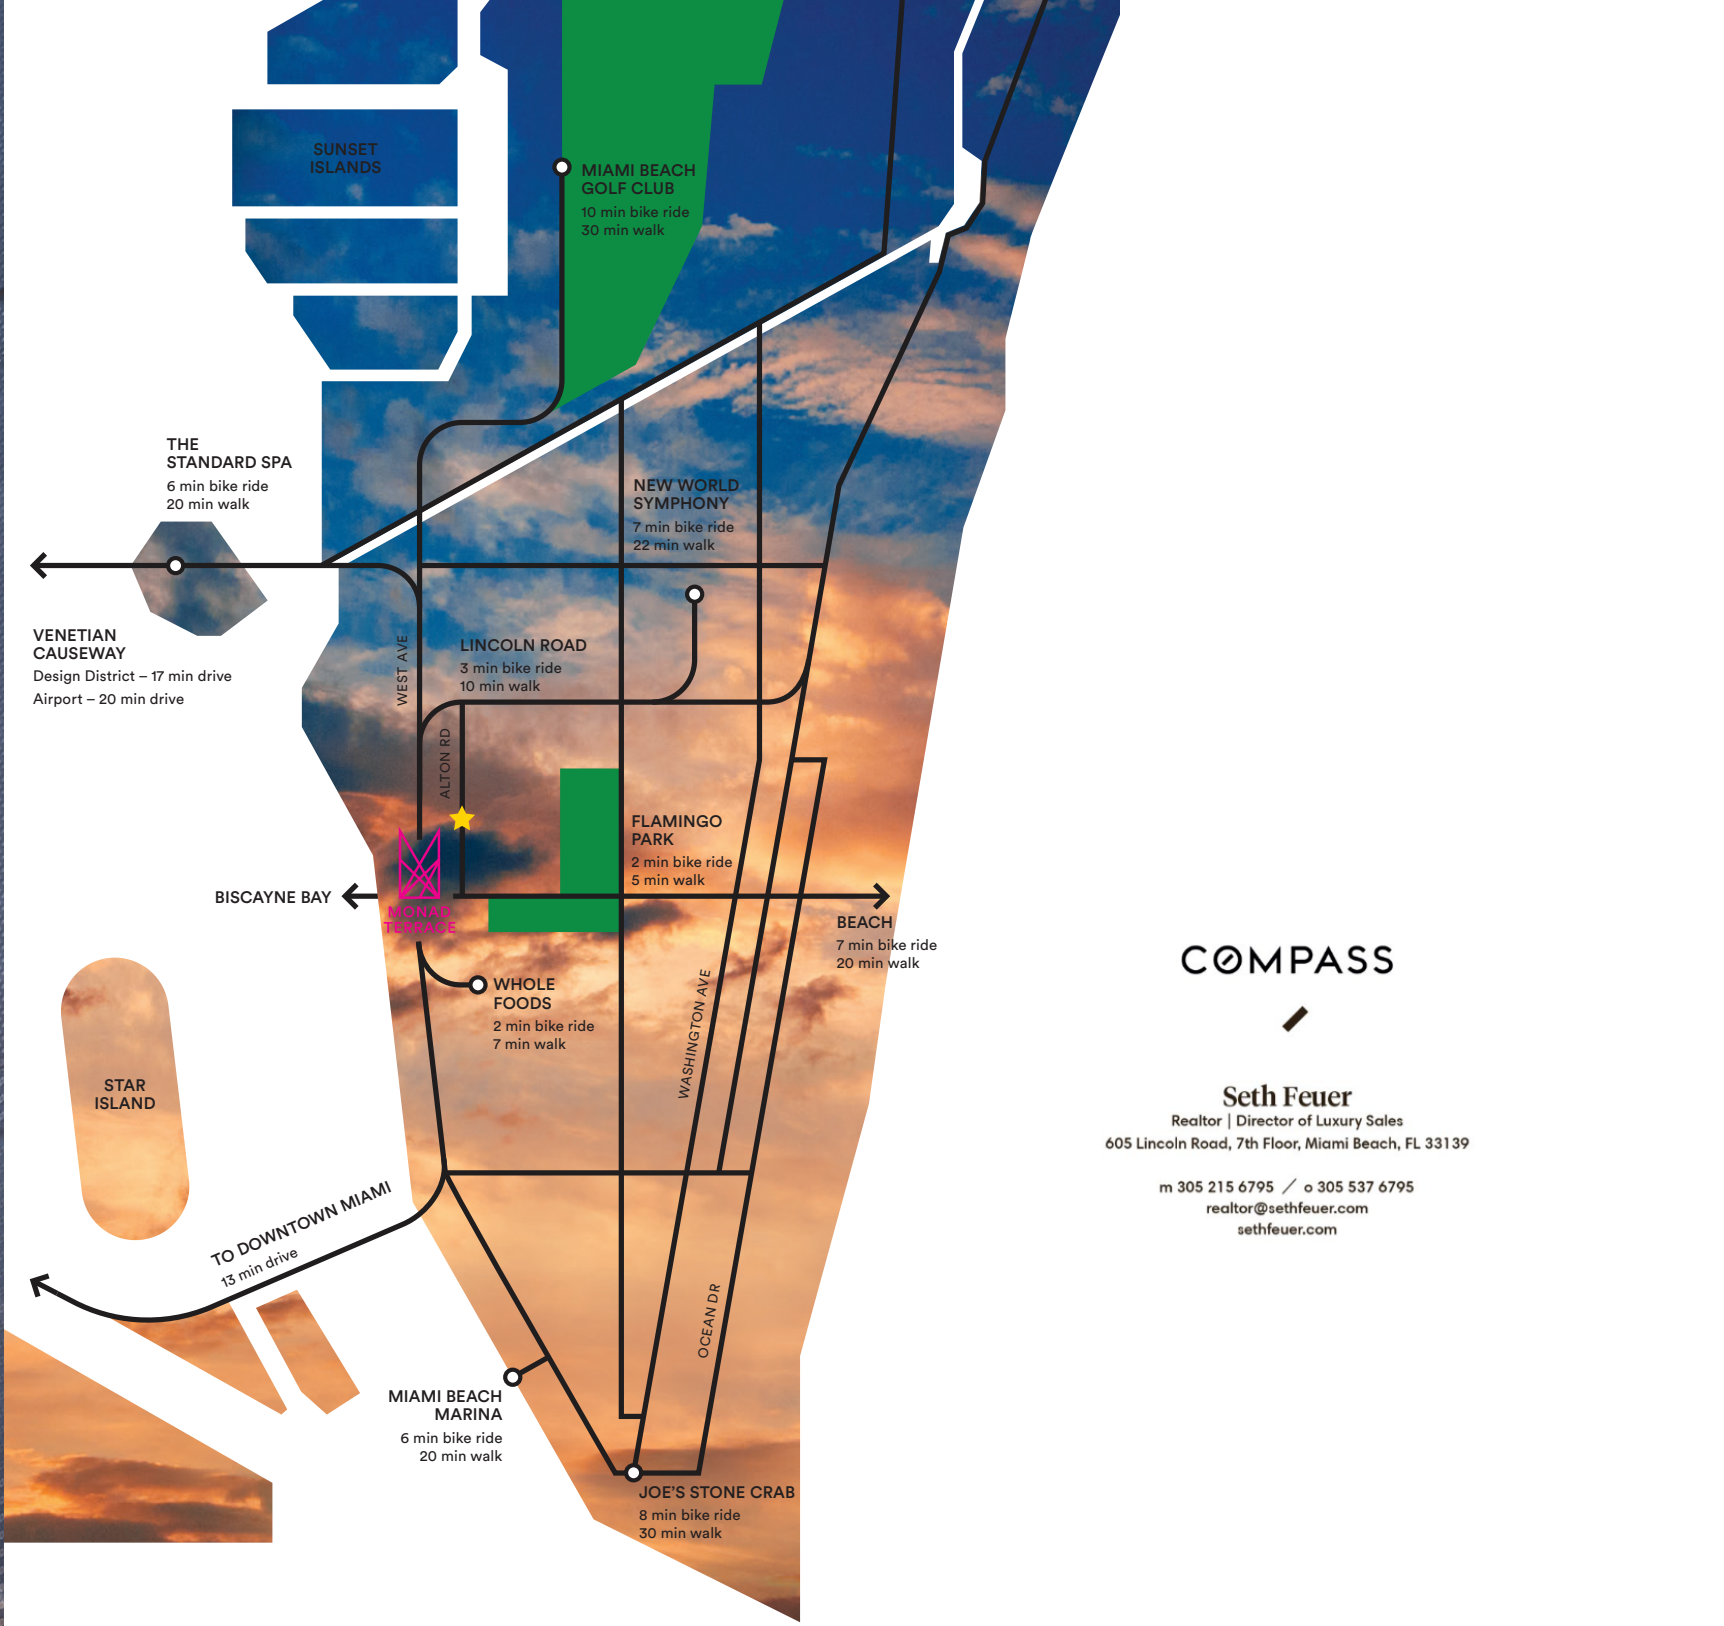 SUNSET
ISLANDS
MIAMI BEACH
GOLF CLUB
10 min bike ride
30 min walk
THE
STANDARD SPA
6 min bike ride
20 min walk
NEW WORLD
SYMPHONY
7 min bike ride
22 min walk
VENETIAN
CAUSEWAY
Design District – 17 min drive
Airport – 20 min drive
WEST AVE
LINCOLN ROAD
3 min bike ride
10 min walk
ALTON RD
FLAMINGO
PARK
2 min bike ride
5 min walk
BISCAYNE BAY
MONAD
TERRACE
BEACH
7 min bike ride
20 min walk
WHOLE
FOODS
2 min bike ride
7 min walk
WASHINGTON AVE
STAR
ISLAND
TO DOWNTOWN MIAMI
13 min drive
OCEAN DR
MIAMI BEACH
MARINA
6 min bike ride
20 min walk
JOE'S STONE CRAB
8 min bike ride
30 min walk
COMPASS
Seth Feuer
Realtor | Director of Luxury Sales
605 Lincoln Road, 7th Floor, Miami Beach, FL 33139
m 305 215 6795 / o 305 537 6795
realtor@sethfeuer.com
sethfeuer.com